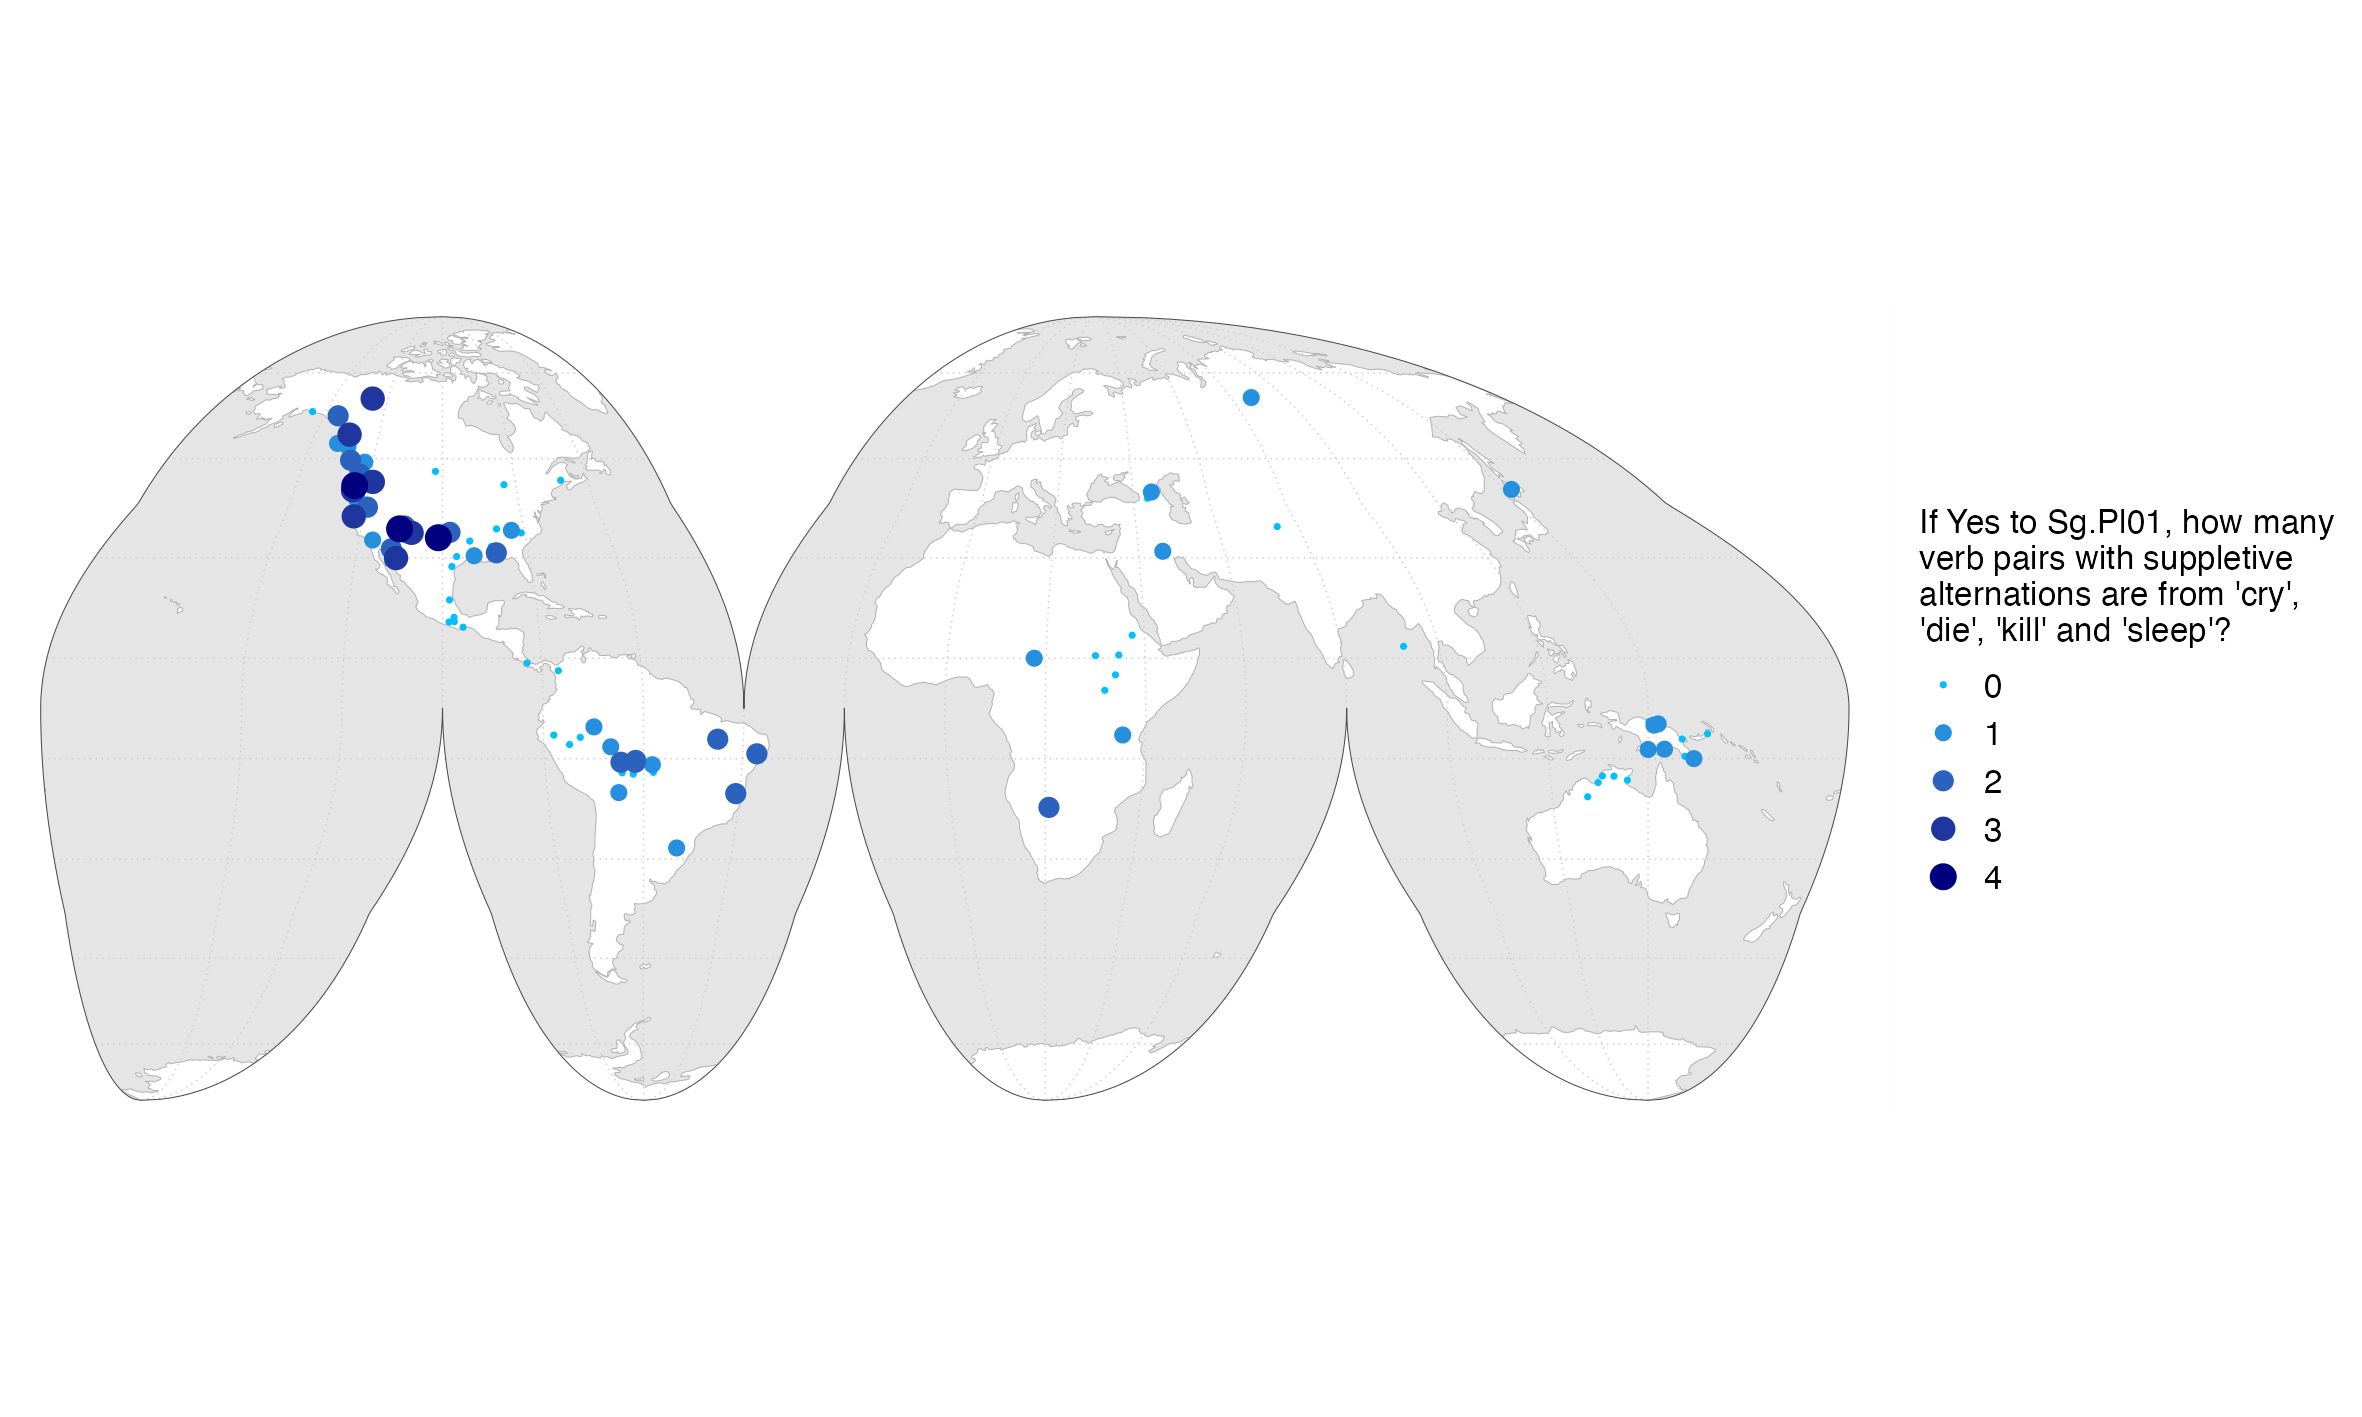 If Yes to Sg.Pl01, how many
verb pairs with suppletive
alternations are from 'cry',
'die', 'kill' and 'sleep'?
0
1
2
3
4